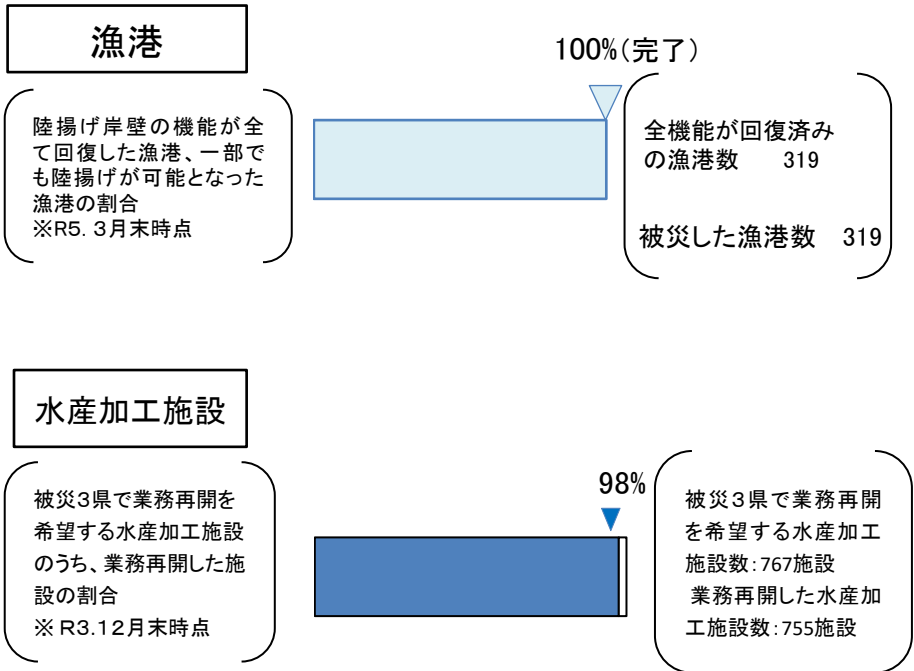 漁港
陸揚げ岸壁の機能が全
て回復した漁港、一部で
も陸揚げが可能となった
漁港の割合
※R5.3月末時点
100%(完了)
全機能が回復済み
の漁港数 319
被災した漁港数 319
水産加工施設
被災3県で業務再開を
希望する水産加工施設
のうち、業務再開した施
設の割合
※R3.12月末時点
98%
被災3県で業務再開
を希望する水産加工
施設数:767施設
業務再開した水産加
工施設数:755施設